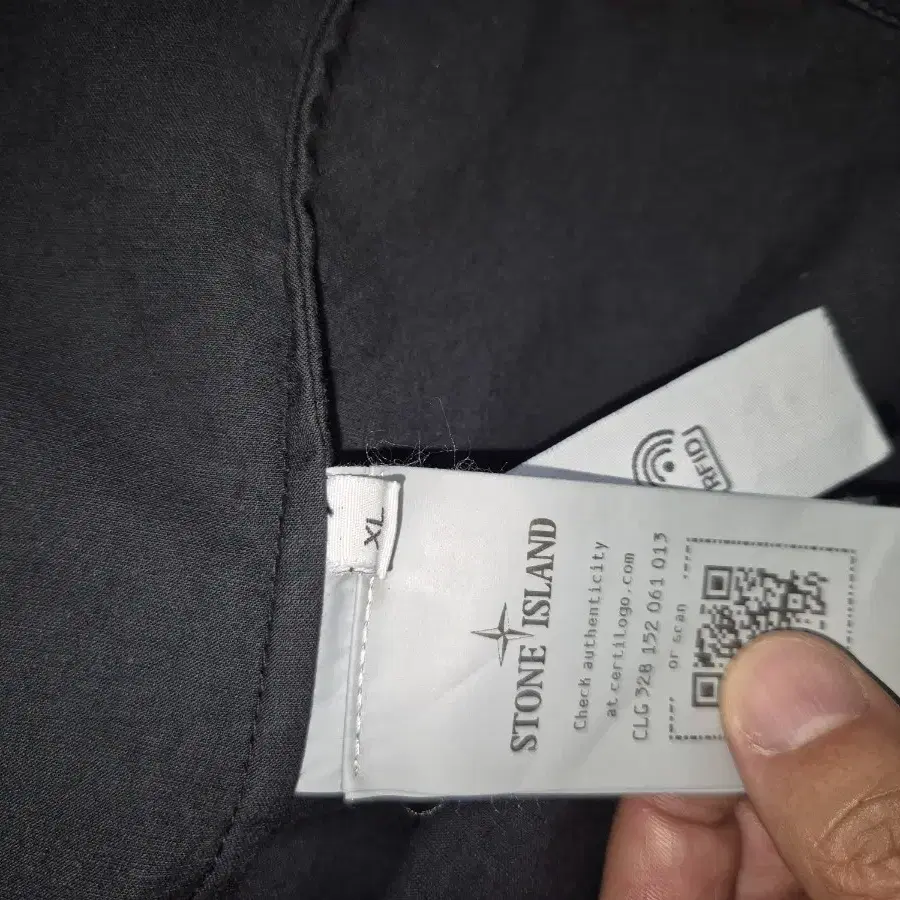 XL
STONE ISLAND
Check authenticity
at certilogo.com
CLG 328 152 061 013
or scan
RFID